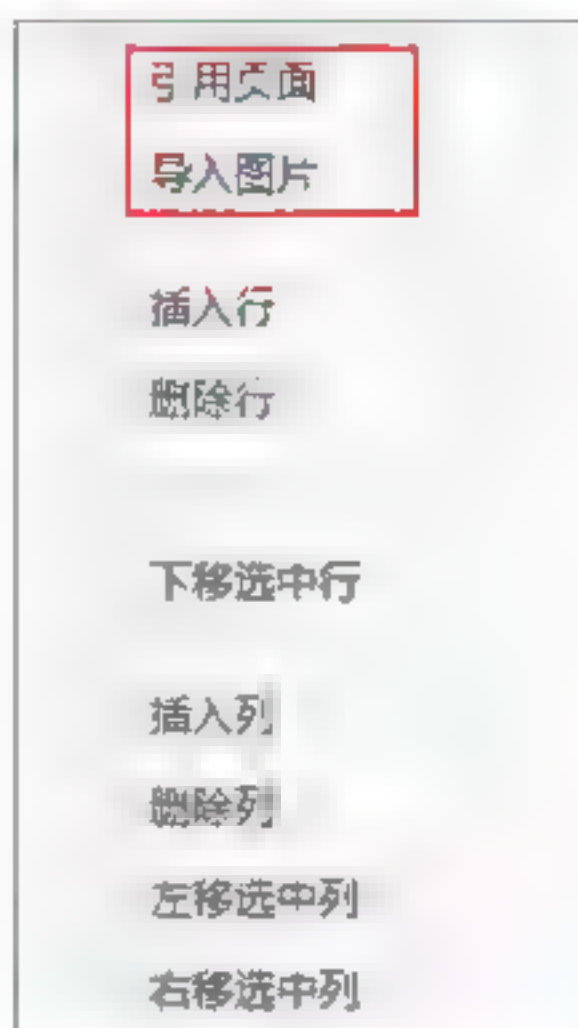 引用页面
导入图片
插入行
删除行
下移选中行
插入列
删除列
左移选中列
右移选中列